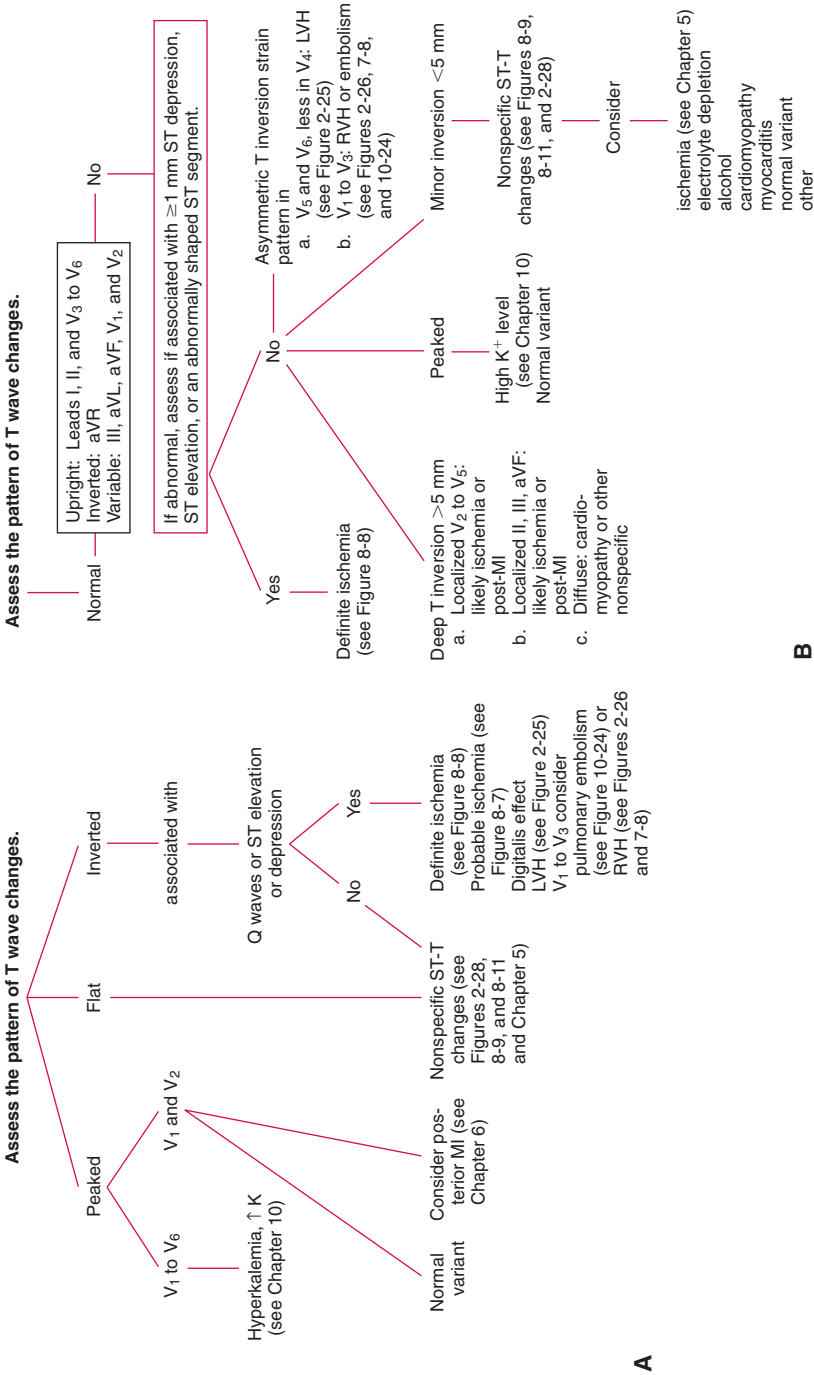 Assess the pattern of T wave changes.
Peaked
Flat
Inverted
V1 to V6
V1 and V2
associated with
Hyperkalemia, ↑ K
(see Chapter 10)
Q waves or ST elevation
or depression
No
Yes
Normal
variant
Consider pos-
terior MI (see
Chapter 6)
Nonspecific ST-T
changes (see
Figures 2-28,
8-9, and 8-11
and Chapter 5)
Definite ischemia
(see Figure 8-8)
Probable ischemia (see
Figure 8-7)
Digitalis effect
LVH (see Figure 2-25)
V1 to V3 consider
pulmonary embolism
(see Figure 10-24) or
RVH (see Figures 2-26
and 7-8)
A
Assess the pattern of T wave changes.
Normal
Upright: Leads I, II, and V3 to V6
Inverted: aVR
Variable: III, aVL, aVF, V1, and V2
No
If abnormal, assess if associated with ≥1 mm ST depression,
ST elevation, or an abnormally shaped ST segment.
Yes
No
Definite ischemia
(see Figure 8-8)
Asymmetric T inversion strain
pattern in
a. V5 and V6, less in V4: LVH
(see Figure 2-25)
b. V1 to V3: RVH or embolism
(see Figures 2-26, 7-8,
and 10-24)
Deep T inversion >5 mm
a. Localized V2 to V5:
likely ischemia or
post-MI
b. Localized II, III, aVF:
likely ischemia or
post-MI
c. Diffuse: cardio-
myopathy or other
nonspecific
Peaked
High K+ level
(see Chapter 10)
Normal variant
Minor inversion <5 mm
Nonspecific ST-T
changes (see Figures 8-9,
8-11, and 2-28)
Consider
ischemia (see Chapter 5)
electrolyte depletion
alcohol
cardiomyopathy
myocarditis
normal variant
other
B